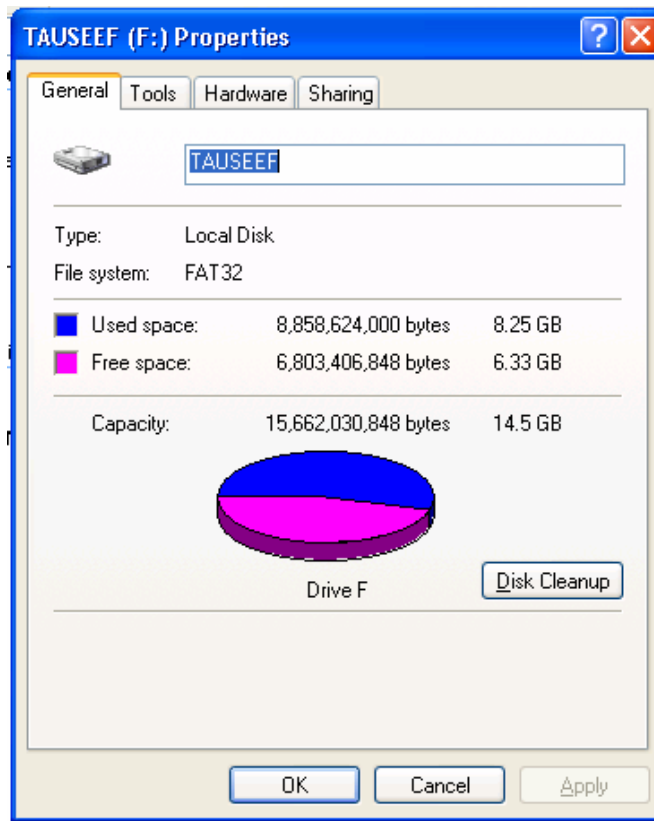 TAUSEEF (F:) Properties
General Tools Hardware Sharing
TAUSEEF
Type: Local Disk
File system: FAT32
Used space: 8,858,624,000 bytes 8.25 GB
Free space: 6,803,406,848 bytes 6.33 GB
Capacity: 15,662,030,848 bytes 14.5 GB
Drive F
Disk Cleanup
OK Cancel Apply